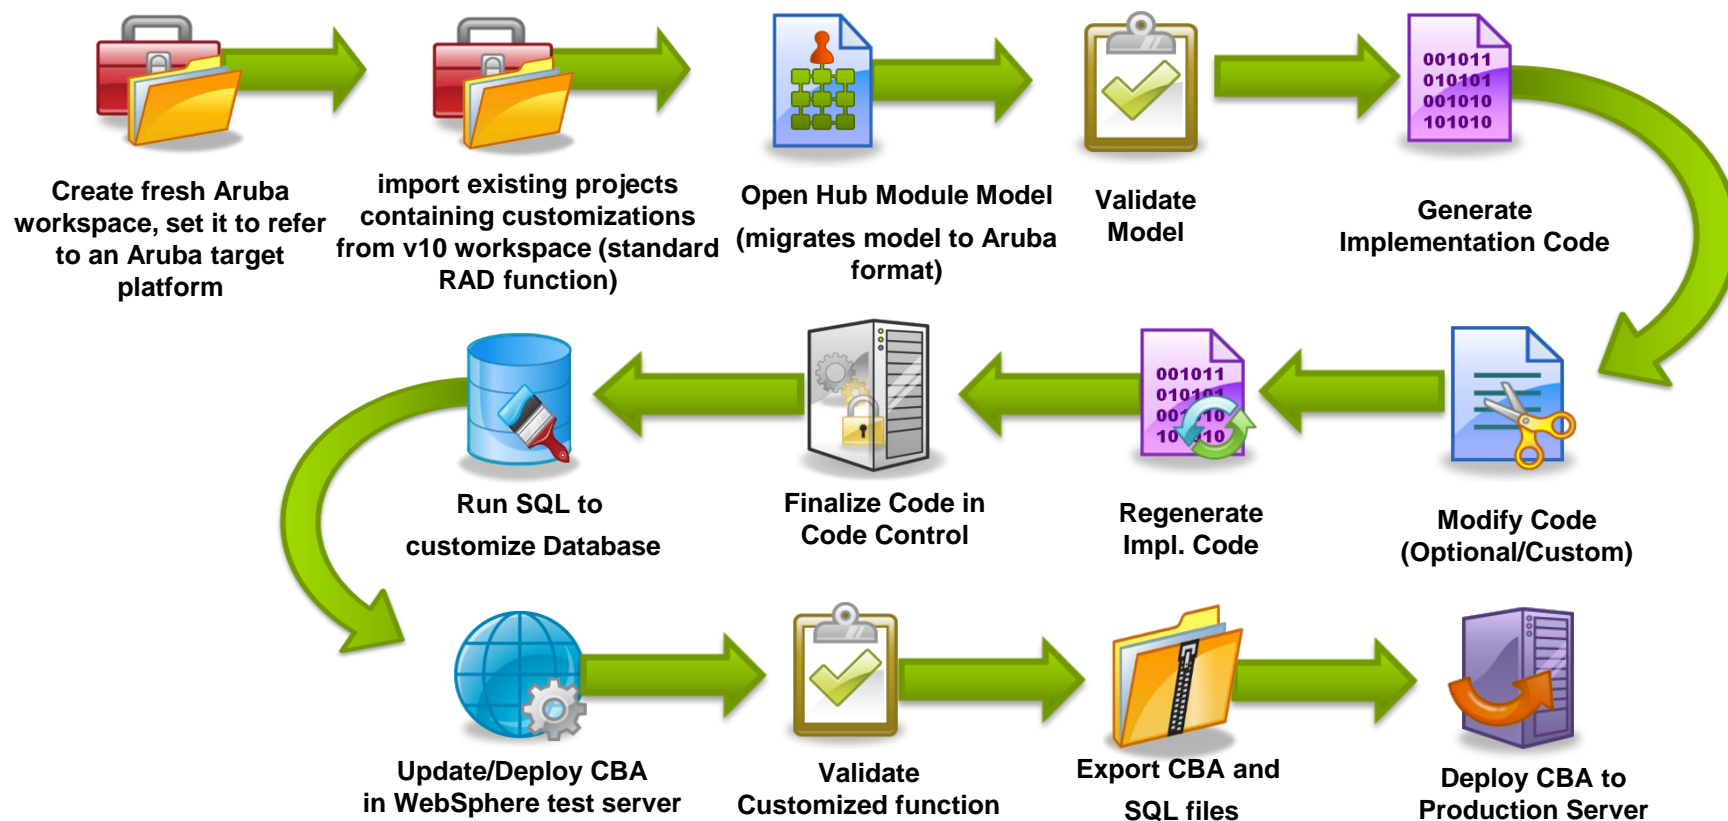 Create fresh Aruba
workspace, set it to refer
to an Aruba target
platform
import existing projects
containing customizations
from v10 workspace (standard
RAD function)
Open Hub Module Model
(migrates model to Aruba
format)
Validate
Model
001011
010101
001010
101010
Generate
Implementation Code
Run SQL to
customize Database
Finalize Code in
Code Control
001011
010101
Regenerate
Impl. Code
Modify Code
(Optional/Custom)
Update/Deploy CBA
in WebSphere test server
Validate
Customized function
Export CBA and
SQL files
Deploy CBA to
Production Server